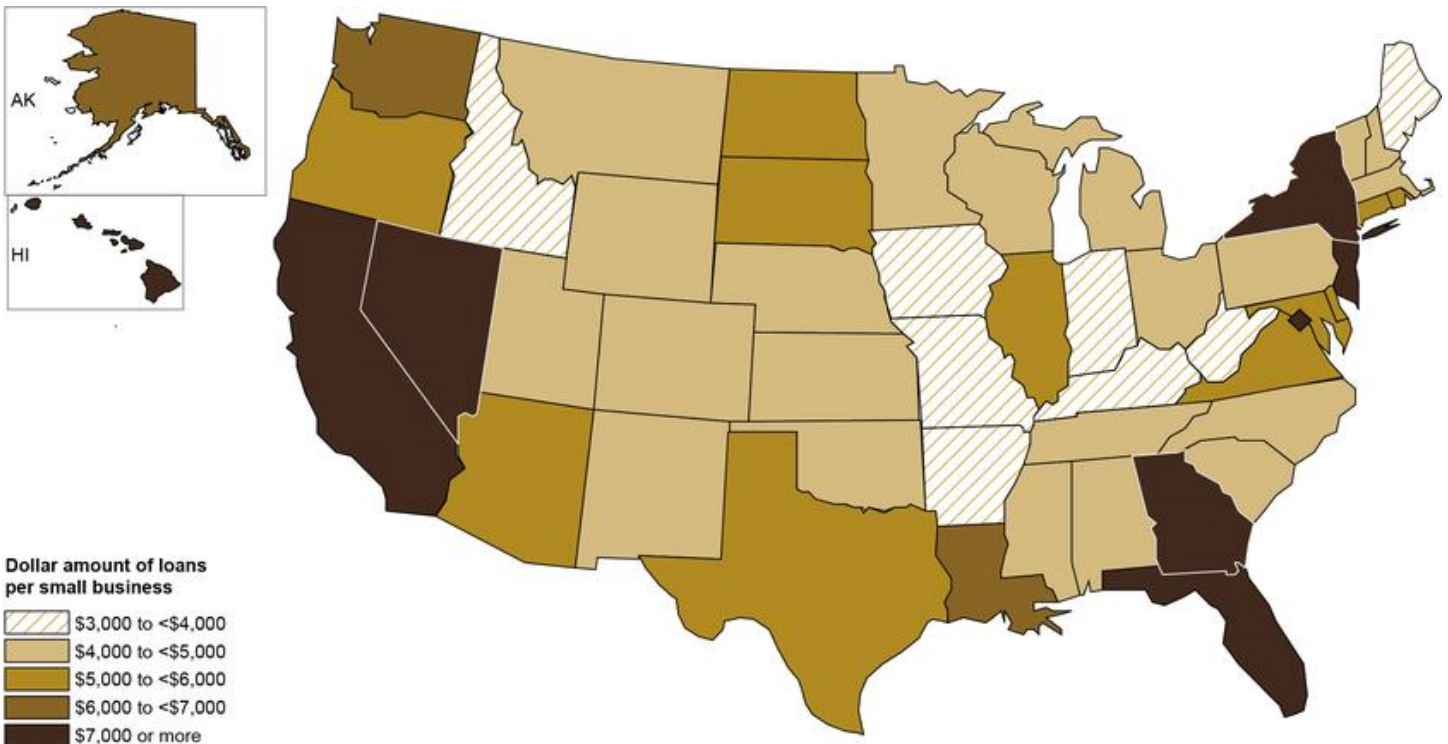 AK
HI
Dollar amount of loans
per small business
$3,000 to <$4,000
$4,000 to <$5,000
$5,000 to <$6,000
$6,000 to <$7,000
$7,000 or more